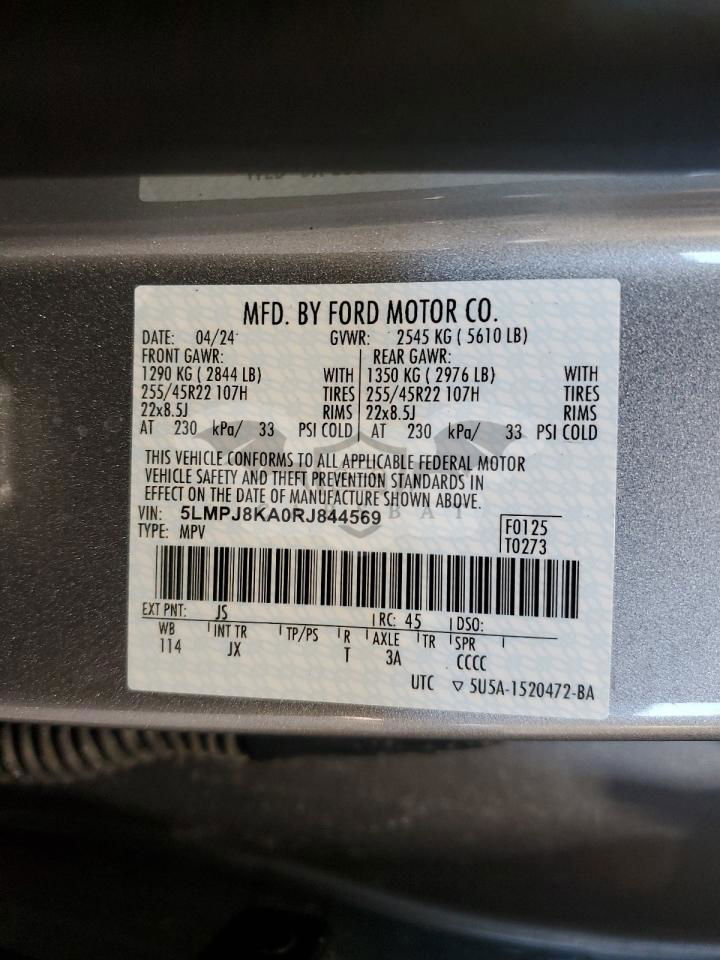 MFD. BY FORD MOTOR CO.
DATE: 04/24 GVWR: 2545 KG ( 5610 LB)
FRONT GAWR: REAR GAWR:
1290 KG ( 2844 LB) WITH 1350 KG ( 2976 LB) WITH
255/45R22 107H TIRES 255/45R22 107H TIRES
22x8.5J RIMS 22x8.5J RIMS
AT 230 kPa/ 33 PSI COLD AT 230 kPa/ 33 PSI COLD
THIS VEHICLE CONFORMS TO ALL APPLICABLE FEDERAL MOTOR
VEHICLE SAFETY AND THEFT PREVENTION STANDARDS IN
EFFECT ON THE DATE OF MANUFACTURE SHOWN ABOVE.
VIN: 5LMPJ8KA0RJ844569
TYPE: MPV
F0125
T0273
EXT PNT: JS RC: 45 DSO:
WB INT TR TP/PS R AXLE TR SPR
114 JX T 3A CCCC
UTC ▽ 5U5A-1520472-BA